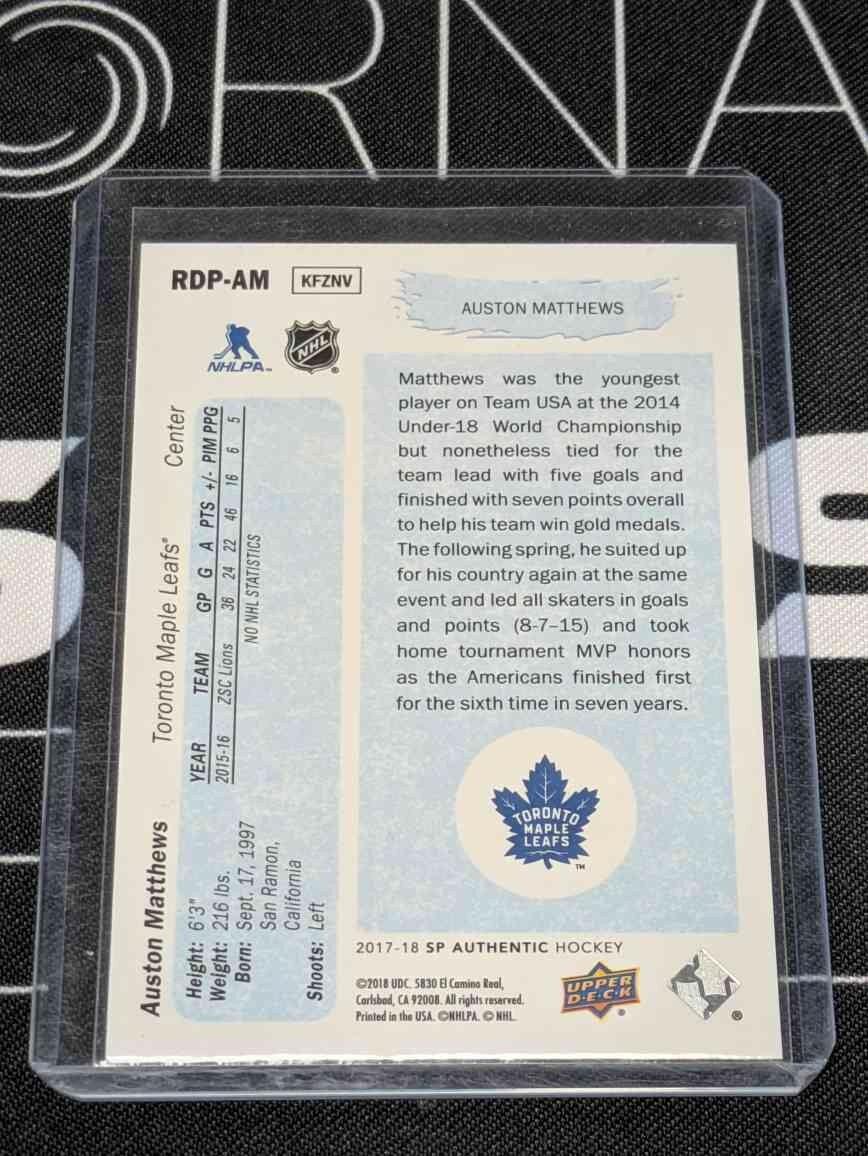 ORNA
RDP-AM
KFZNV
AUSTON MATTHEWS
NHLPA™
NHL®
Auston Matthews Toronto Maple Leafs® Center
Height: 6'3"
Weight: 216 lbs.
Born: Sept. 17, 1997
San Ramon,
California
Shoots: Left
YEAR TEAM GP G A PTS +/- PIM PPG
2015-16 ZSC Lions 36 24 22 46 16 6 5
NO NHL STATISTICS
Matthews was the youngest
player on Team USA at the 2014
Under-18 World Championship
but nonetheless tied for the
team lead with five goals and
finished with seven points overall
to help his team win gold medals.
The following spring, he suited up
for his country again at the same
event and led all skaters in goals
and points (8-7–15) and took
home tournament MVP honors
as the Americans finished first
for the sixth time in seven years.
TORONTO
MAPLE
LEAFS
™
2017-18 SP AUTHENTIC HOCKEY
©2018 UDC. 5830 El Camino Real,
Carlsbad, CA 92008. All rights reserved.
Printed in the USA. ©NHLPA. © NHL.
UPPER
D·E·C·K
®
®